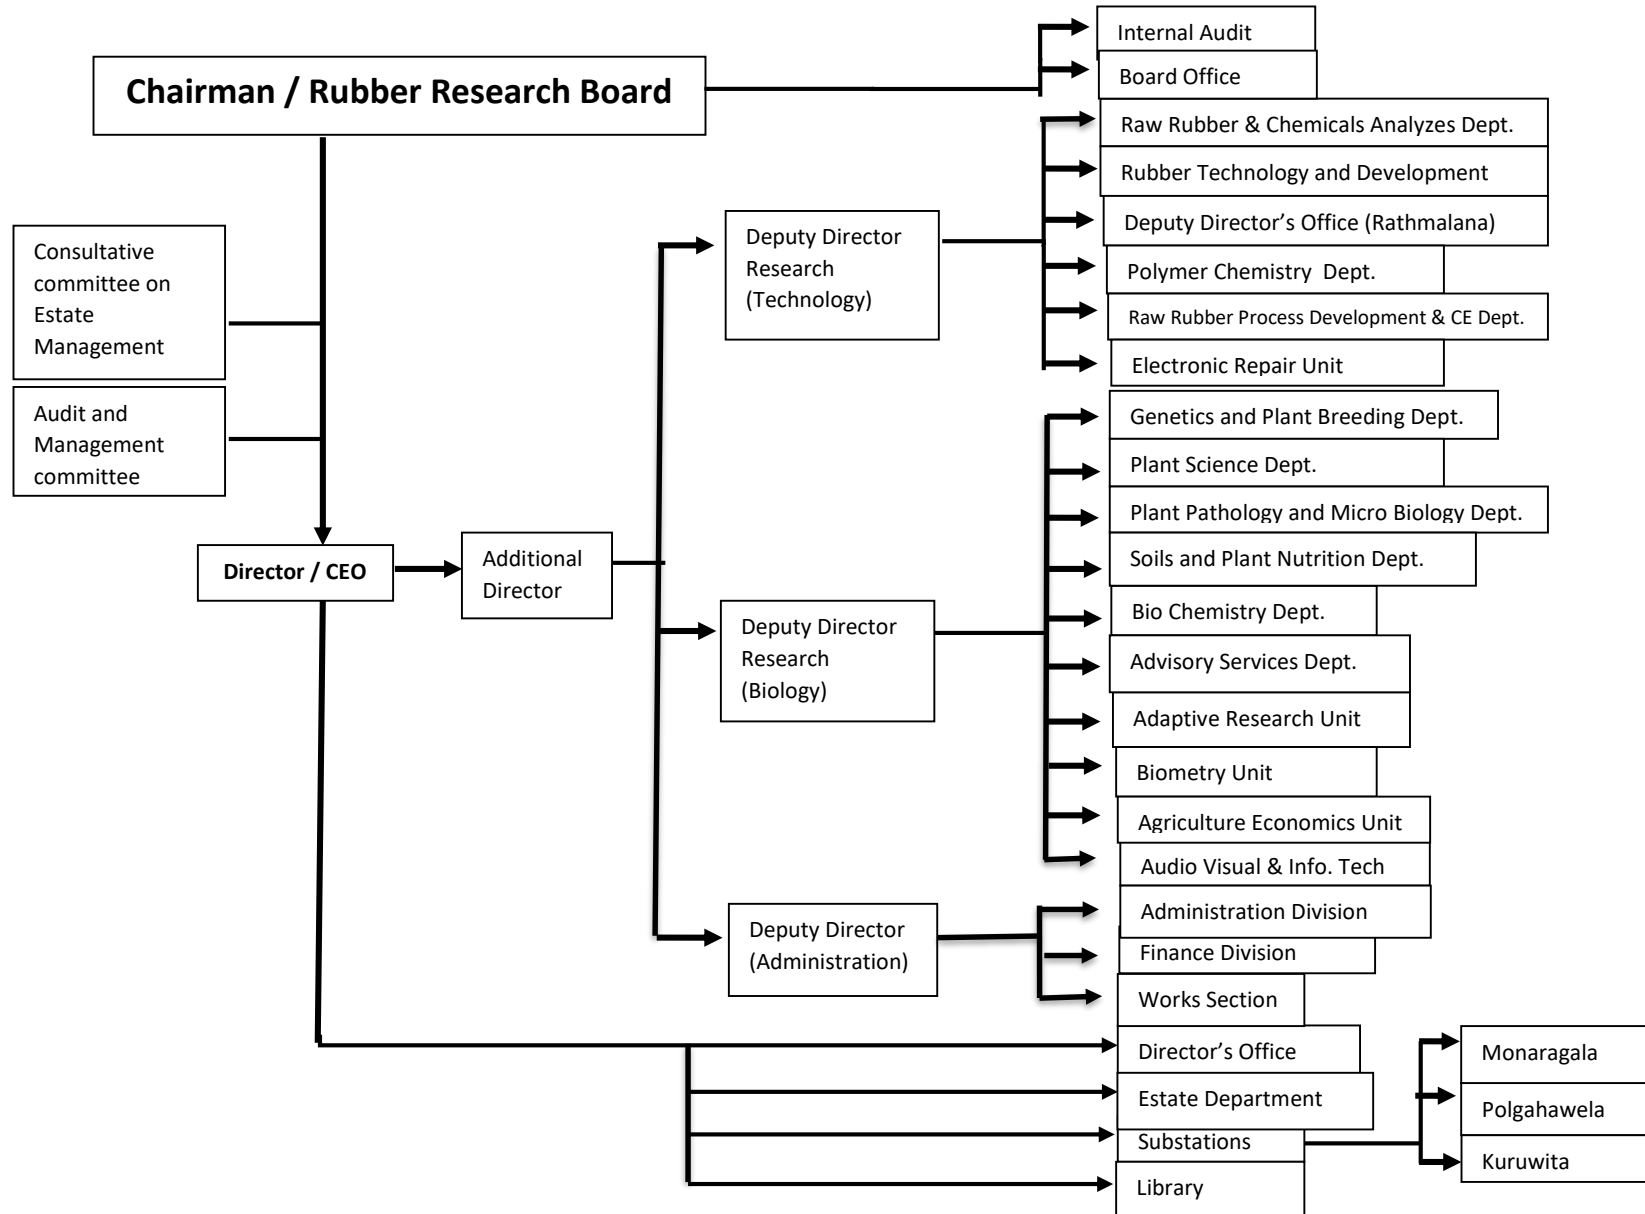 Internal Audit
Chairman / Rubber Research Board
Board Office
Raw Rubber & Chemicals Analyzes Dept.
Rubber Technology and Development
Deputy Director’s Office (Rathmalana)
Polymer Chemistry  Dept.
Raw Rubber Process Development & CE Dept.
Electronic Repair Unit
Deputy Director
Research
(Technology)
Consultative
committee on
Estate
Management
Audit and
Management
committee
Genetics and Plant Breeding Dept.
Plant Science Dept.
Plant Pathology and Micro Biology Dept.
Soils and Plant Nutrition Dept.
Bio Chemistry Dept.
Advisory Services Dept.
Adaptive Research Unit
Biometry Unit
Agriculture Economics Unit
Audio Visual & Info. Tech
Director / CEO
Additional
Director
Deputy Director
Research
(Biology)
Deputy Director
(Administration)
Administration Division
Finance Division
Works Section
Director’s Office
Estate Department
Substations
Library
Monaragala
Polgahawela
Kuruwita